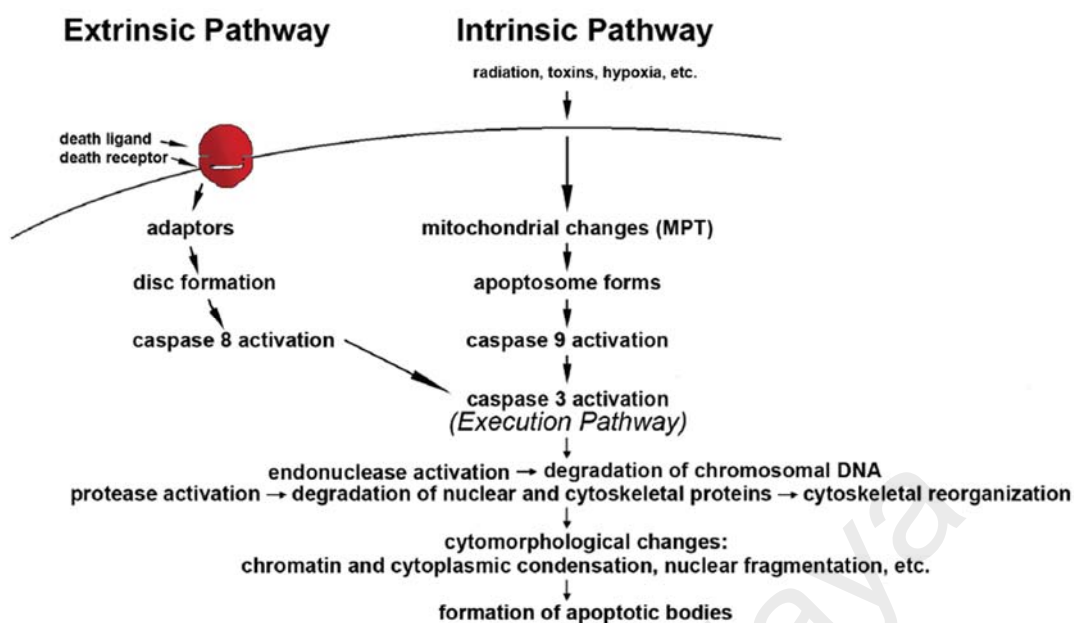 Extrinsic Pathway
Intrinsic Pathway
radiation, toxins, hypoxia, etc.
death ligand
death receptor
adaptors
mitochondrial changes (MPT)
disc formation
apoptosome forms
caspase 8 activation
caspase 9 activation
caspase 3 activation
(Execution Pathway)
endonuclease activation → degradation of chromosomal DNA
protease activation → degradation of nuclear and cytoskeletal proteins → cytoskeletal reorganization
cytomorphological changes:
chromatin and cytoplasmic condensation, nuclear fragmentation, etc.
formation of apoptotic bodies
aya